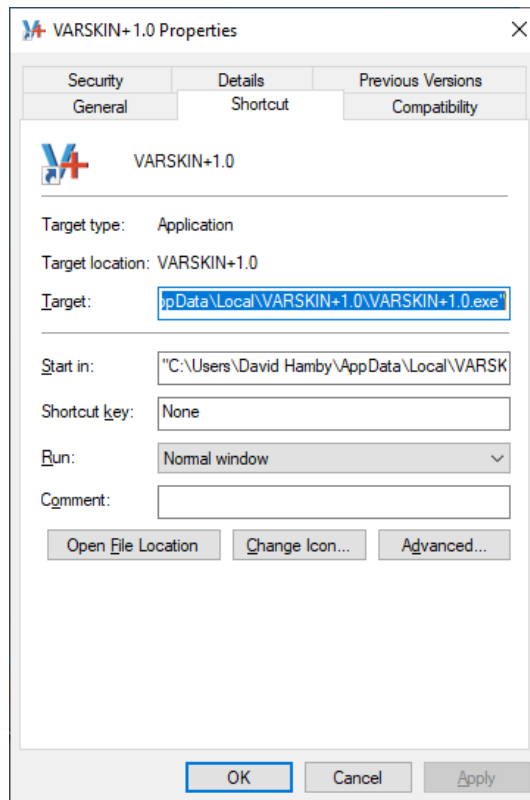 VARSKIN+1.0 Properties
Security Details Previous Versions
General Shortcut Compatibility
VARSKIN+1.0
Target type: Application
Target location: VARSKIN+1.0
Target: ppData\Local\VARSKIN+1.0\VARSKIN+1.0.exe"
Start in: "C:\Users\David Hamby\AppData\Local\VARSK
Shortcut key: None
Run: Normal window
Comment:
Open File Location Change Icon... Advanced...
OK Cancel Apply